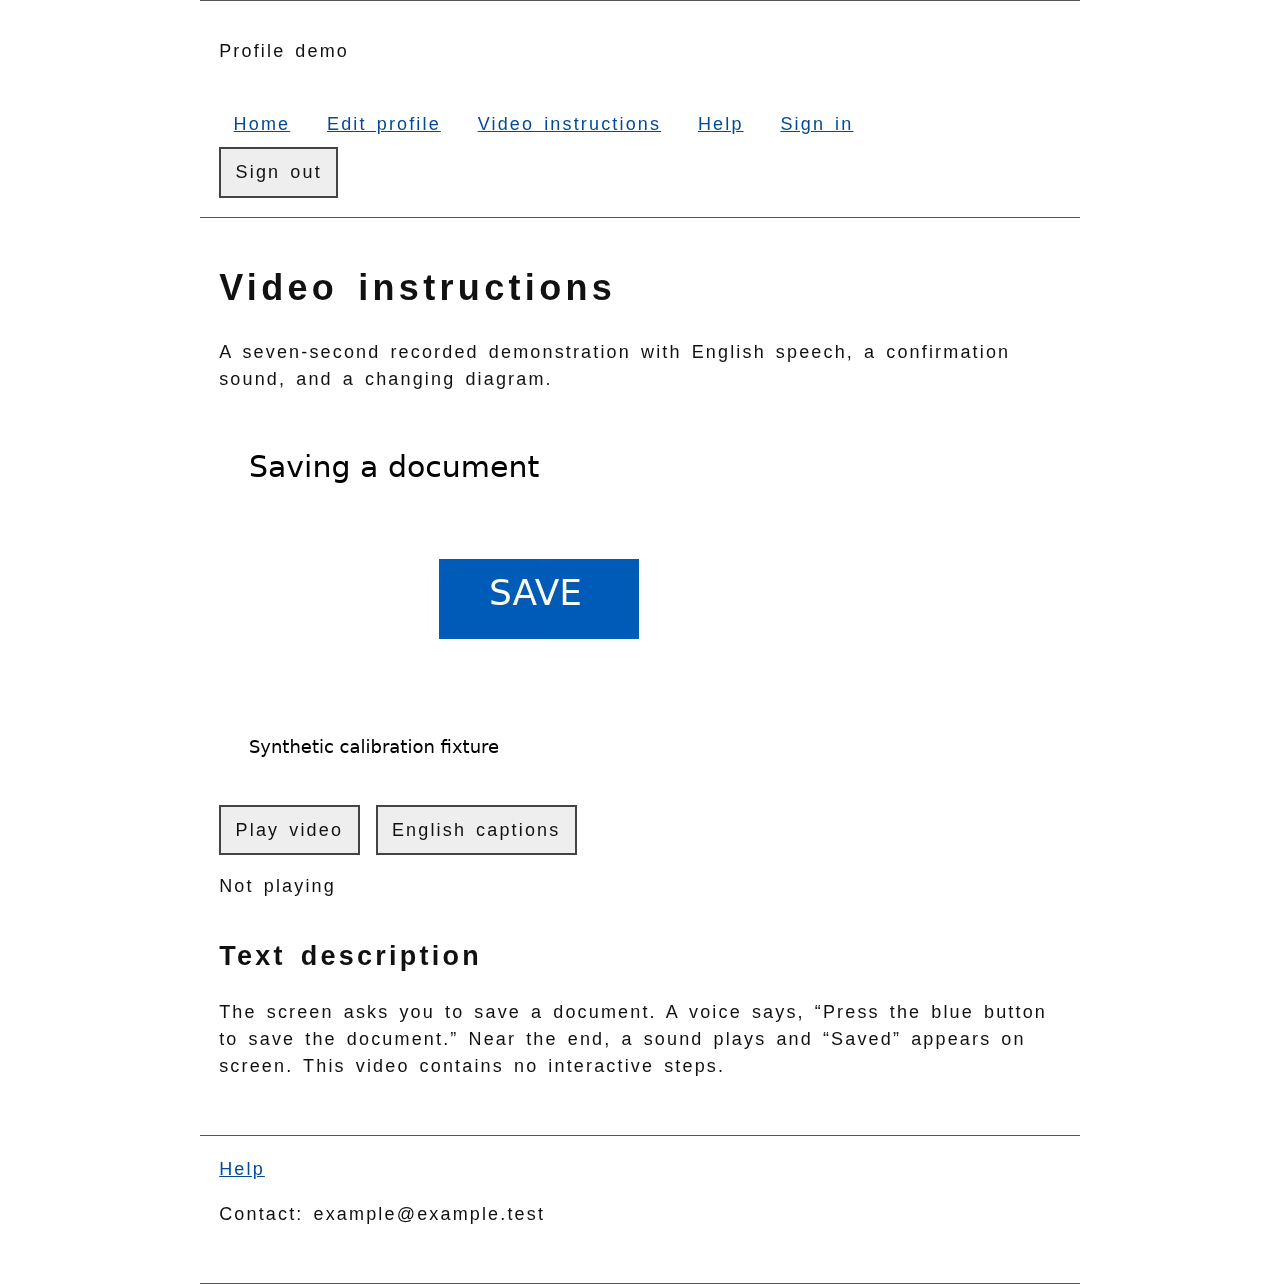 Profile demo
Home Edit profile Video instructions Help Sign in
Sign out
Video instructions
A seven-second recorded demonstration with English speech, a confirmation
sound, and a changing diagram.
Saving a document
SAVE
Synthetic calibration fixture
Play video English captions
Not playing
Text description
The screen asks you to save a document. A voice says, “Press the blue button
to save the document.” Near the end, a sound plays and “Saved” appears on
screen. This video contains no interactive steps.
Help
Contact: example@example.test